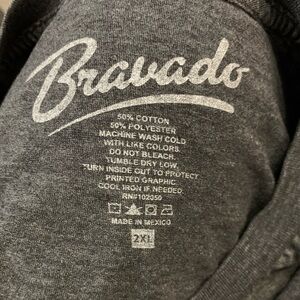 Bravado
50% COTTON
50% POLYESTER
MACHINE WASH COLD
WITH LIKE COLORS.
DO NOT BLEACH.
TUMBLE DRY LOW.
TURN INSIDE OUT TO PROTECT
PRINTED GRAPHIC.
COOL IRON IF NEEDED.
RN#102050
MADE IN MEXICO
2XL